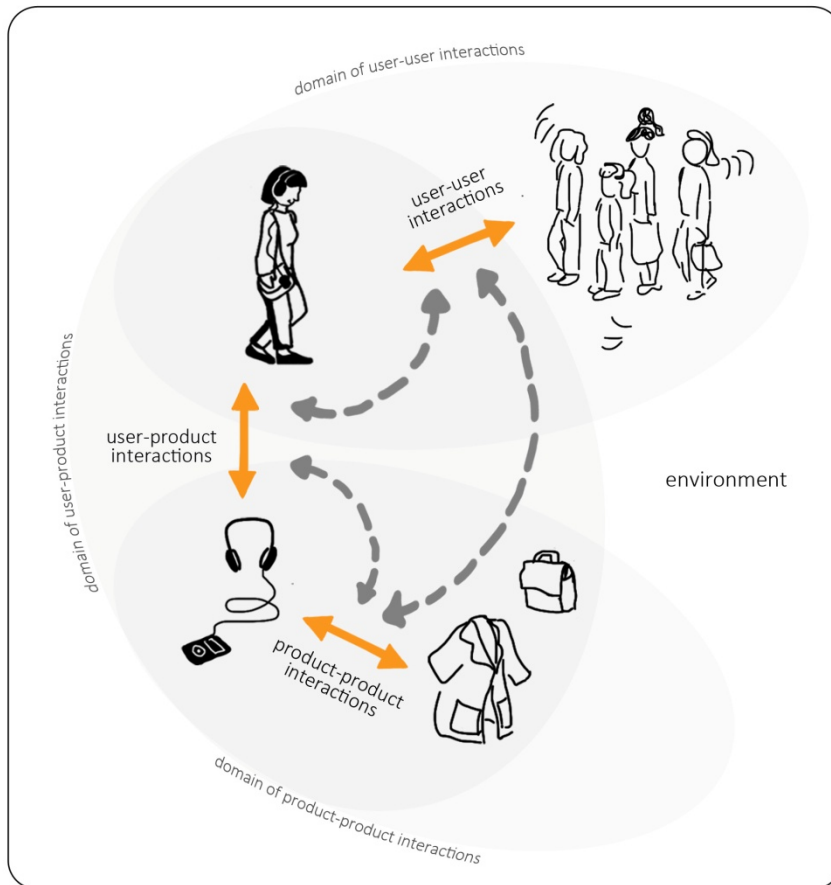 domain of user-user interactions
user-user
interactions
domain of user-product interactions
user-product
interactions
environment
product-product
interactions
domain of product-product interactions